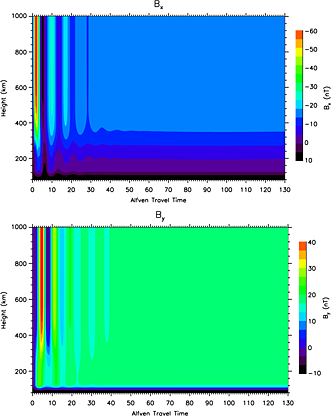 Bx
1000
800
600
400
200
Height (km)
0 10 20 30 40 50 60 70 80 90 100 110 120 130
Alfven Travel Time
-60
-50
-40
-30
-20
-10
0
10
Bx (nT)
By
1000
800
600
400
200
Height (km)
0 10 20 30 40 50 60 70 80 90 100 110 120 130
Alfven Travel Time
40
30
20
10
0
-10
By (nT)